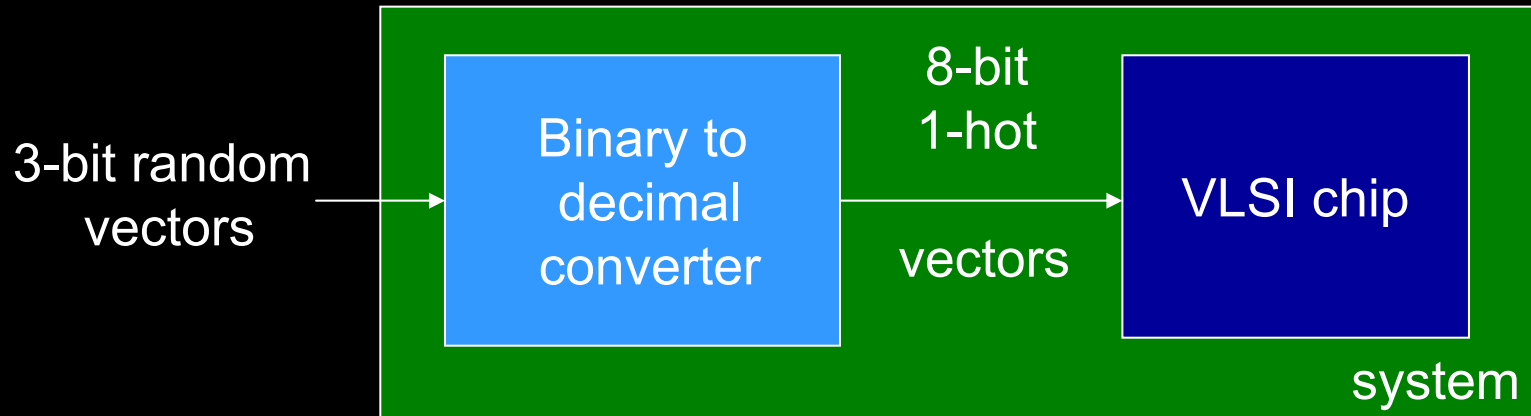 3-bit random
vectors
Binary to
decimal
converter
8-bit
1-hot
vectors
VLSI chip
system